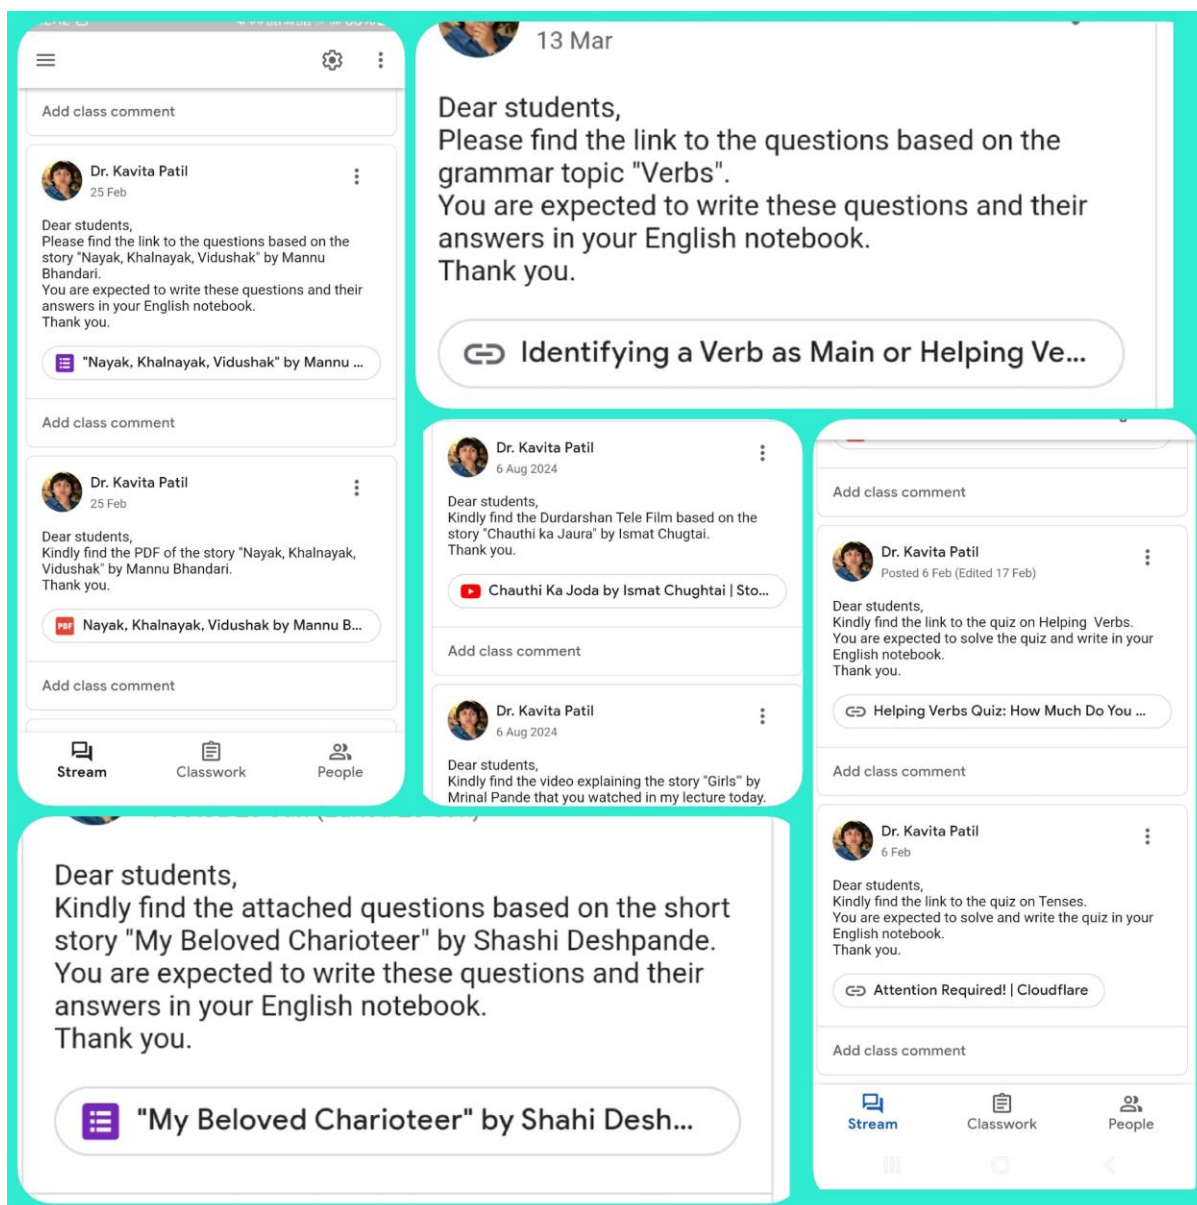 Add class comment
Dr. Kavita Patil
25 Feb
Dear students,
Please find the link to the questions based on the
story "Nayak, Khalnayak, Vidushak" by Mannu
Bhandari.
You are expected to write these questions and their
answers in your English notebook.
Thank you.
"Nayak, Khalnayak, Vidushak" by Mannu ...
Add class comment
Dr. Kavita Patil
25 Feb
Dear students,
Kindly find the PDF of the story "Nayak, Khalnayak,
Vidushak" by Mannu Bhandari.
Thank you.
PDF Nayak, Khalnayak, Vidushak by Mannu B...
Add class comment
Stream Classwork People
13 Mar
Dear students,
Please find the link to the questions based on the
grammar topic "Verbs".
You are expected to write these questions and their
answers in your English notebook.
Thank you.
Identifying a Verb as Main or Helping Ve...
Dr. Kavita Patil
6 Aug 2024
Dear students,
Kindly find the Durdarshan Tele Film based on the
story "Chauthi ka Jaura" by Ismat Chugtai.
Thank you.
Chauthi Ka Joda by Ismat Chughtai | Sto...
Add class comment
Dr. Kavita Patil
6 Aug 2024
Dear students,
Kindly find the video explaining the story "Girls'" by
Mrinal Pande that you watched in my lecture today.
Add class comment
Dr. Kavita Patil
Posted 6 Feb (Edited 17 Feb)
Dear students,
Kindly find the link to the quiz on Helping Verbs.
You are expected to solve the quiz and write in your
English notebook.
Thank you.
Helping Verbs Quiz: How Much Do You ...
Add class comment
Dr. Kavita Patil
6 Feb
Dear students,
Kindly find the link to the quiz on Tenses.
You are expected to solve and write the quiz in your
English notebook.
Thank you.
Attention Required! | Cloudflare
Add class comment
Stream Classwork People
Dear students,
Kindly find the attached questions based on the short
story "My Beloved Charioteer" by Shashi Deshpande.
You are expected to write these questions and their
answers in your English notebook.
Thank you.
"My Beloved Charioteer" by Shahi Desh...